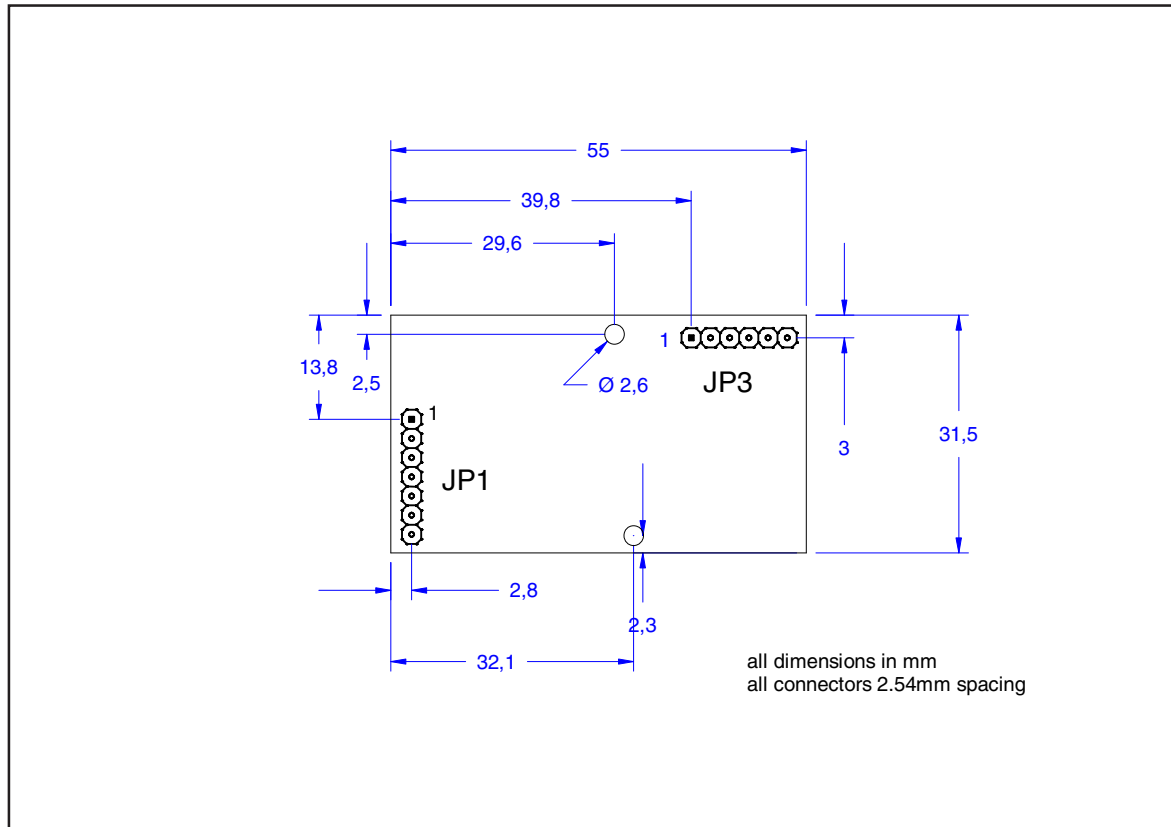 55
39,8
29,6
13,8
2,5
Ø 2,6
1
JP3
1
JP1
3
31,5
2,8
2,3
32,1
all dimensions in mm
all connectors 2.54mm spacing